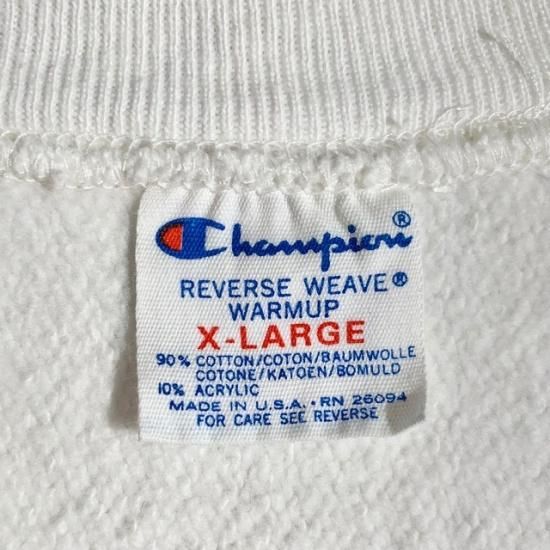 Champion®
REVERSE WEAVE®
WARMUP
X-LARGE
90% COTTON/COTON/BAUMWOLLE
COTONE/KATOEN/BOMULD
10% ACRYLIC
MADE IN U.S.A. · RN 26094
FOR CARE SEE REVERSE